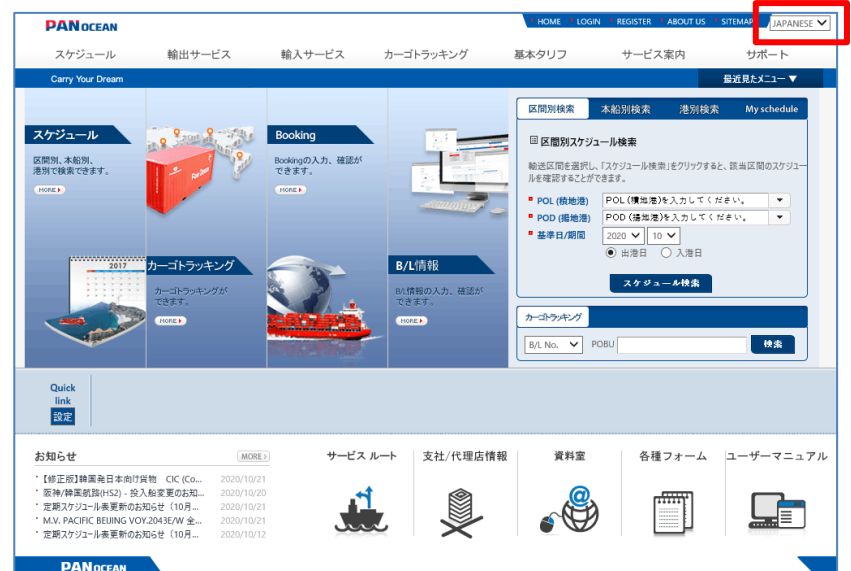 PAN OCEAN
HOME LOGIN REGISTER ABOUT US SITEMAP JAPANESE
スケジュール 輸出サービス 輸入サービス カーゴトラッキング 基本タリフ サービス案内 サポート
Carry Your Dream 最近見たメニュー ▼
スケジュール
区間別、本船別、
港別で検索できます。
MORE
Booking
Bookingの入力、確認が
できます。
MORE
2017
カーゴトラッキング
カーゴトラッキングが
できます。
MORE
B/L情報
B/L情報の入力、確認が
できます。
MORE
区間別検索 本船別検索 港別検索 My schedule
区間別スケジュール検索
輸送区間を選択し、「スケジュール検索」をクリックすると、該当区間のスケジュー
ルを確認することができます。
POL (積地港) POL (積地港)を入力してください。
POD (揚地港) POD (揚地港)を入力してください。
基準日/期間 2020 10
出港日 入港日
スケジュール検索
カーゴトラッキング
B/L No. POBU 検索
Quick
link
設定
お知らせ MORE
【修正版】韓国発日本向け貨物 CIC (Co... 2020/10/21
阪神/韓国航路(HS2) - 投入船変更のお知... 2020/10/20
定期スケジュール表更新のお知らせ（10月... 2020/10/21
M.V. PACIFIC BEIJING VOY.2043E/W 全... 2020/10/21
定期スケジュール表更新のお知らせ（10月... 2020/10/12
サービス ルート 支社/代理店情報 資料室 各種フォーム ユーザーマニュアル
PAN OCEAN